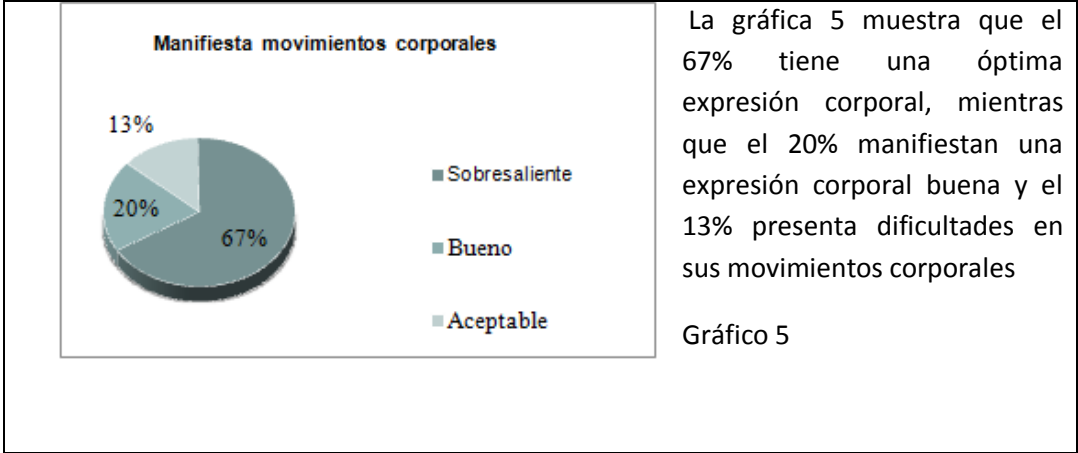 Manifiesta movimientos corporales
13%
20%
67%
Sobresaliente
Bueno
Aceptable
La gráfica 5 muestra que el
67% tiene una óptima
expresión corporal, mientras
que el 20% manifiestan una
expresión corporal buena y el
13% presenta dificultades en
sus movimientos corporales
Gráfico 5